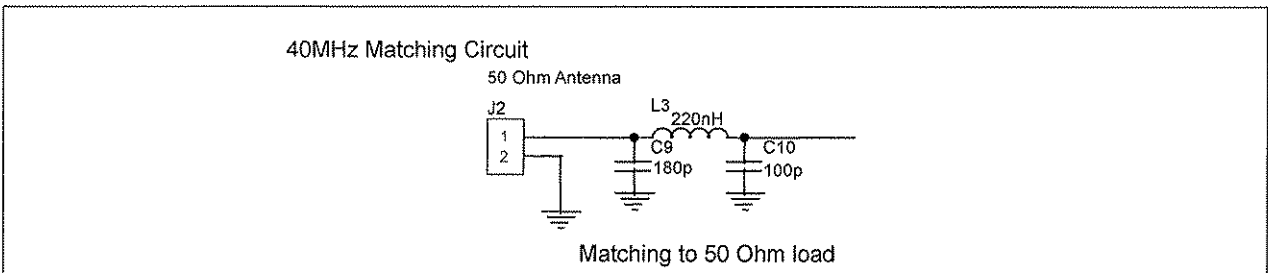 40MHz Matching Circuit
50 Ohm Antenna
J2
1
2
L3
220nH
C9
180p
C10
100p
Matching to 50 Ohm load